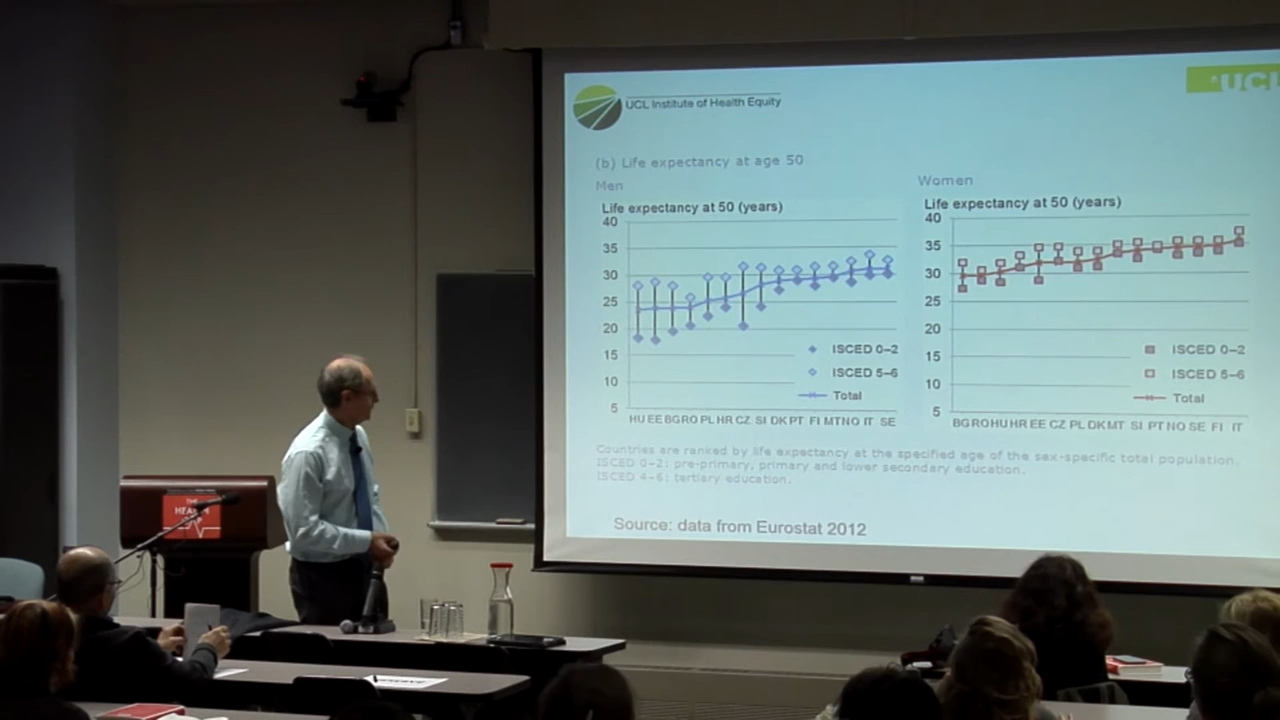 UCL Institute of Health Equity
UCL
(b) Life expectancy at age 50
Men
Women
Life expectancy at 50 (years)
40
35
30
25
20
15
10
5
ISCED 0-2
ISCED 5-6
Total
HU EE BG RO PL HR CZ SI DK PT FI MT NO IT SE
Life expectancy at 50 (years)
40
35
30
25
20
15
10
5
ISCED 0-2
ISCED 5-6
Total
BG RO HU HR EE CZ PL DK MT SI PT NO SE FI IT
Countries are ranked by life expectancy at the specified age of the sex-specific total population.
ISCED 0-2: pre-primary, primary and lower secondary education.
ISCED 4-6: tertiary education.
Source: data from Eurostat 2012
THE